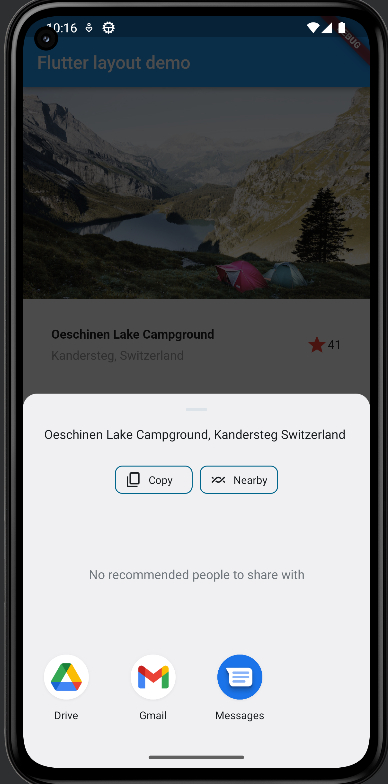 10:16
Flutter layout demo
DEBUG
Oeschinen Lake Campground
Kandersteg, Switzerland
41
Oeschinen Lake Campground, Kandersteg Switzerland
Copy
Nearby
No recommended people to share with
Drive
Gmail
Messages